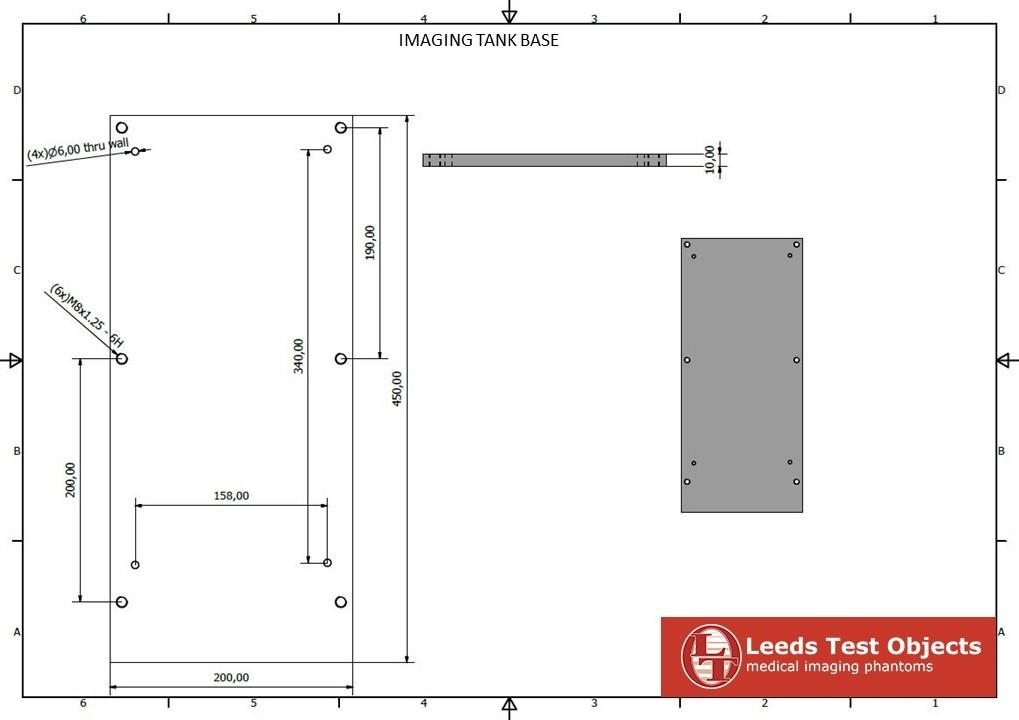 6 5 4 3 2 1
IMAGING TANK BASE
D D
(4x)Ø6,00 thru wall
10,00
190,00
C C
(6x)M8x1.25 - 6H
340,00
450,00
B B
200,00
158,00
A A
Leeds Test Objects
medical imaging phantoms
LT
200,00
6 5 4 3 2 1